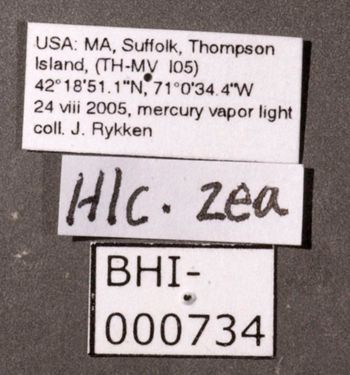 USA: MA, Suffolk, Thompson
Island, (TH-MV I05)
42°18'51.1"N, 71°0'34.4"W
24 viii 2005, mercury vapor light
coll. J. Rykken
Hlc. zea
BHI-
000734